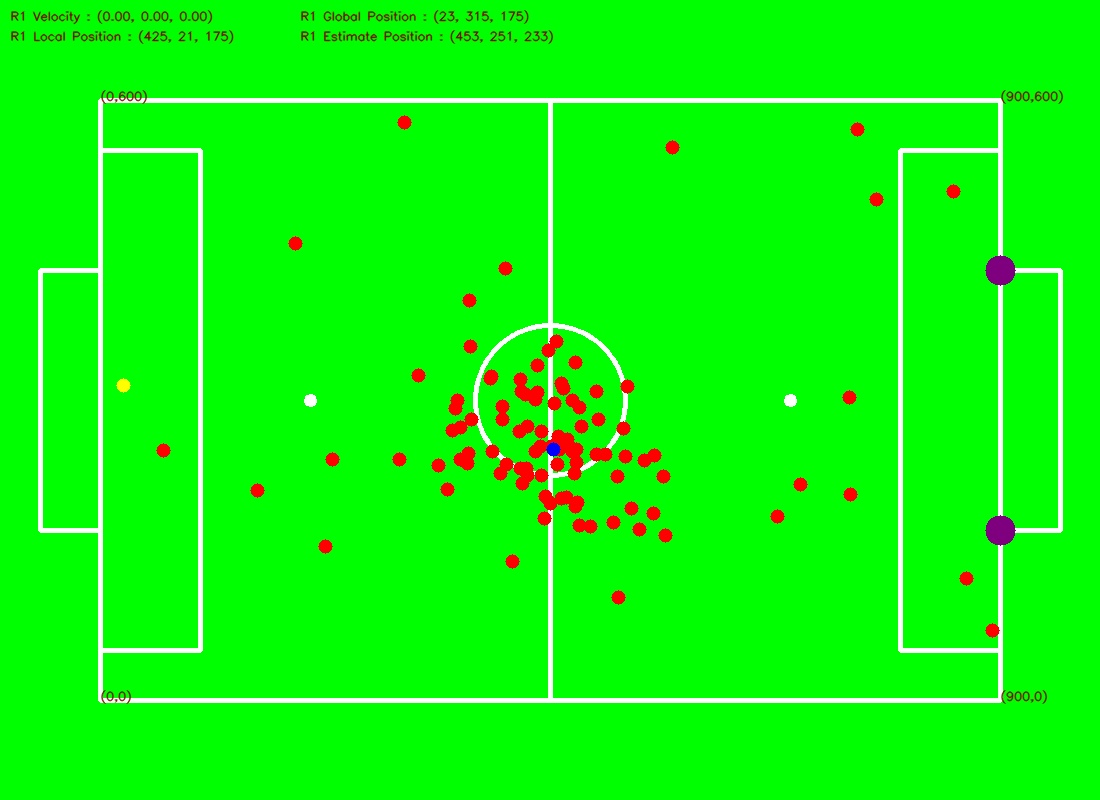 R1 Velocity : (0.00, 0.00, 0.00)
R1 Global Position : (23, 315, 175)
R1 Local Position : (425, 21, 175)
R1 Estimate Position : (453, 251, 233)
(0,600)
(900,600)
(0,0)
(900,0)